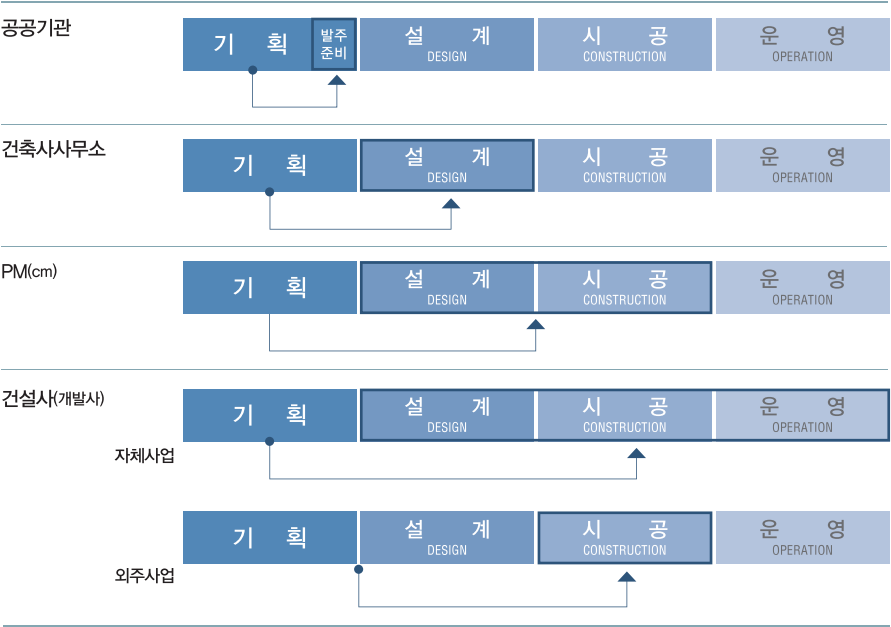 공공기관
기 획 발주 설 계 시 공 운 영
준비 DESIGN CONSTRUCTION OPERATION
건축사사무소
기 획 설 계 시 공 운 영
DESIGN CONSTRUCTION OPERATION
PM(cm)
기 획 설 계 시 공 운 영
DESIGN CONSTRUCTION OPERATION
건설사(개발사)
기 획 설 계 시 공 운 영
DESIGN CONSTRUCTION OPERATION
자체사업
기 획 설 계 시 공 운 영
DESIGN CONSTRUCTION OPERATION
외주사업